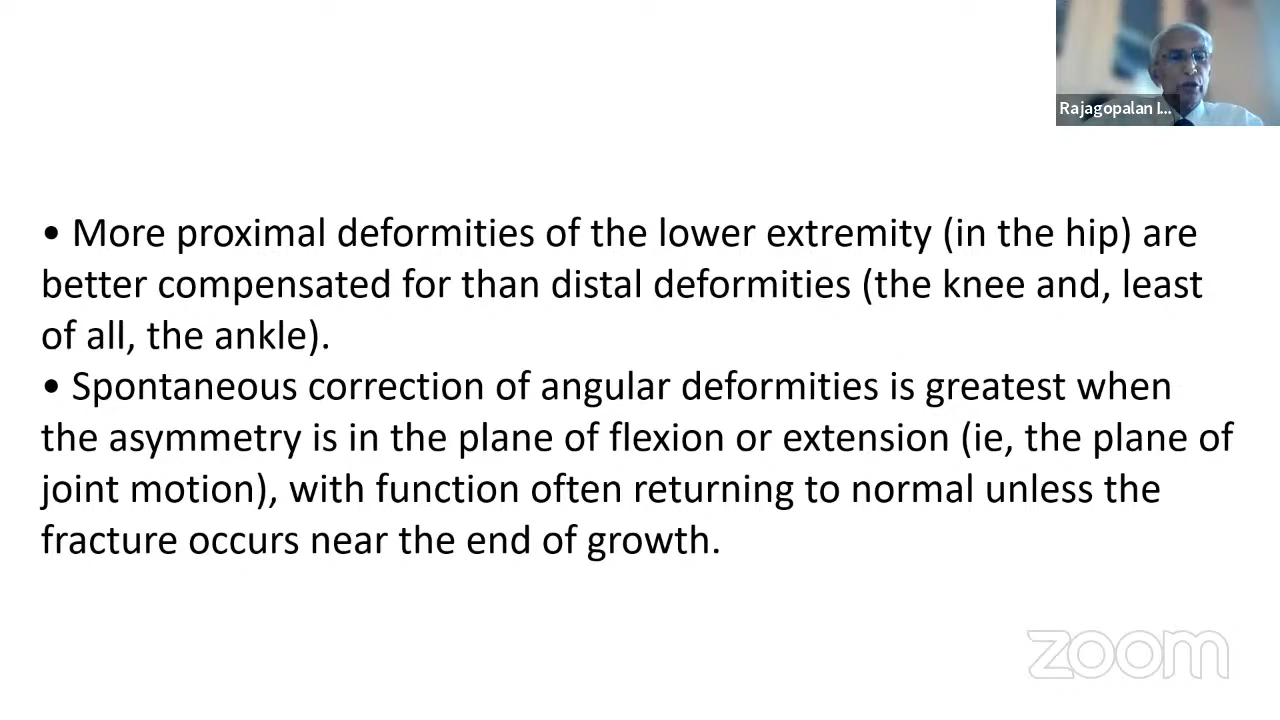 Rajagopalan I...
• More proximal deformities of the lower extremity (in the hip) are
better compensated for than distal deformities (the knee and, least
of all, the ankle).
• Spontaneous correction of angular deformities is greatest when
the asymmetry is in the plane of flexion or extension (ie, the plane of
joint motion), with function often returning to normal unless the
fracture occurs near the end of growth.
zoom